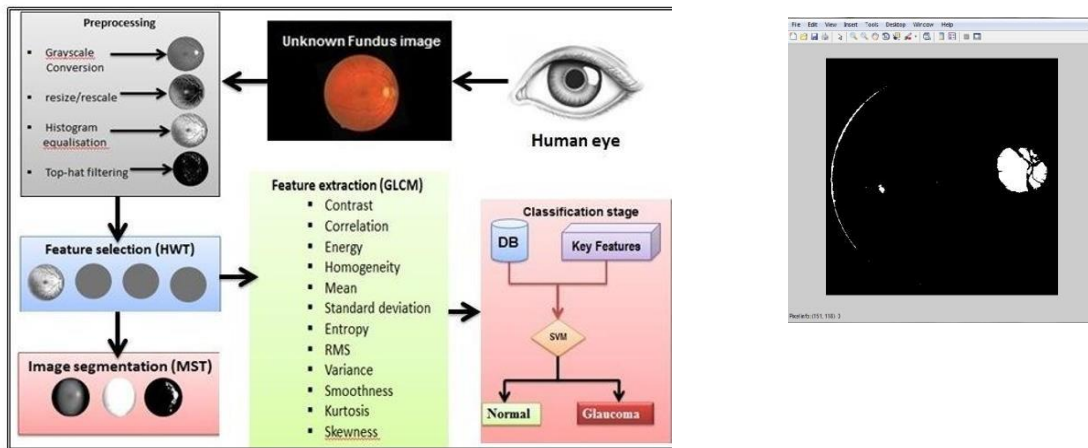 Preprocessing
Grayscale
Conversion
resize/rescale
Histogram
equalisation
Top-hat filtering
Unknown Fundus image
Human eye
Feature selection (HWT)
Image segmentation (MST)
Feature extraction (GLCM)
Contrast
Correlation
Energy
Homogeneity
Mean
Standard deviation
Entropy
RMS
Variance
Smoothness
Kurtosis
Skewness
Classification stage
DB
Key Features
SVM
Normal
Glaucoma
File Edit View Insert Tools Desktop Window Help